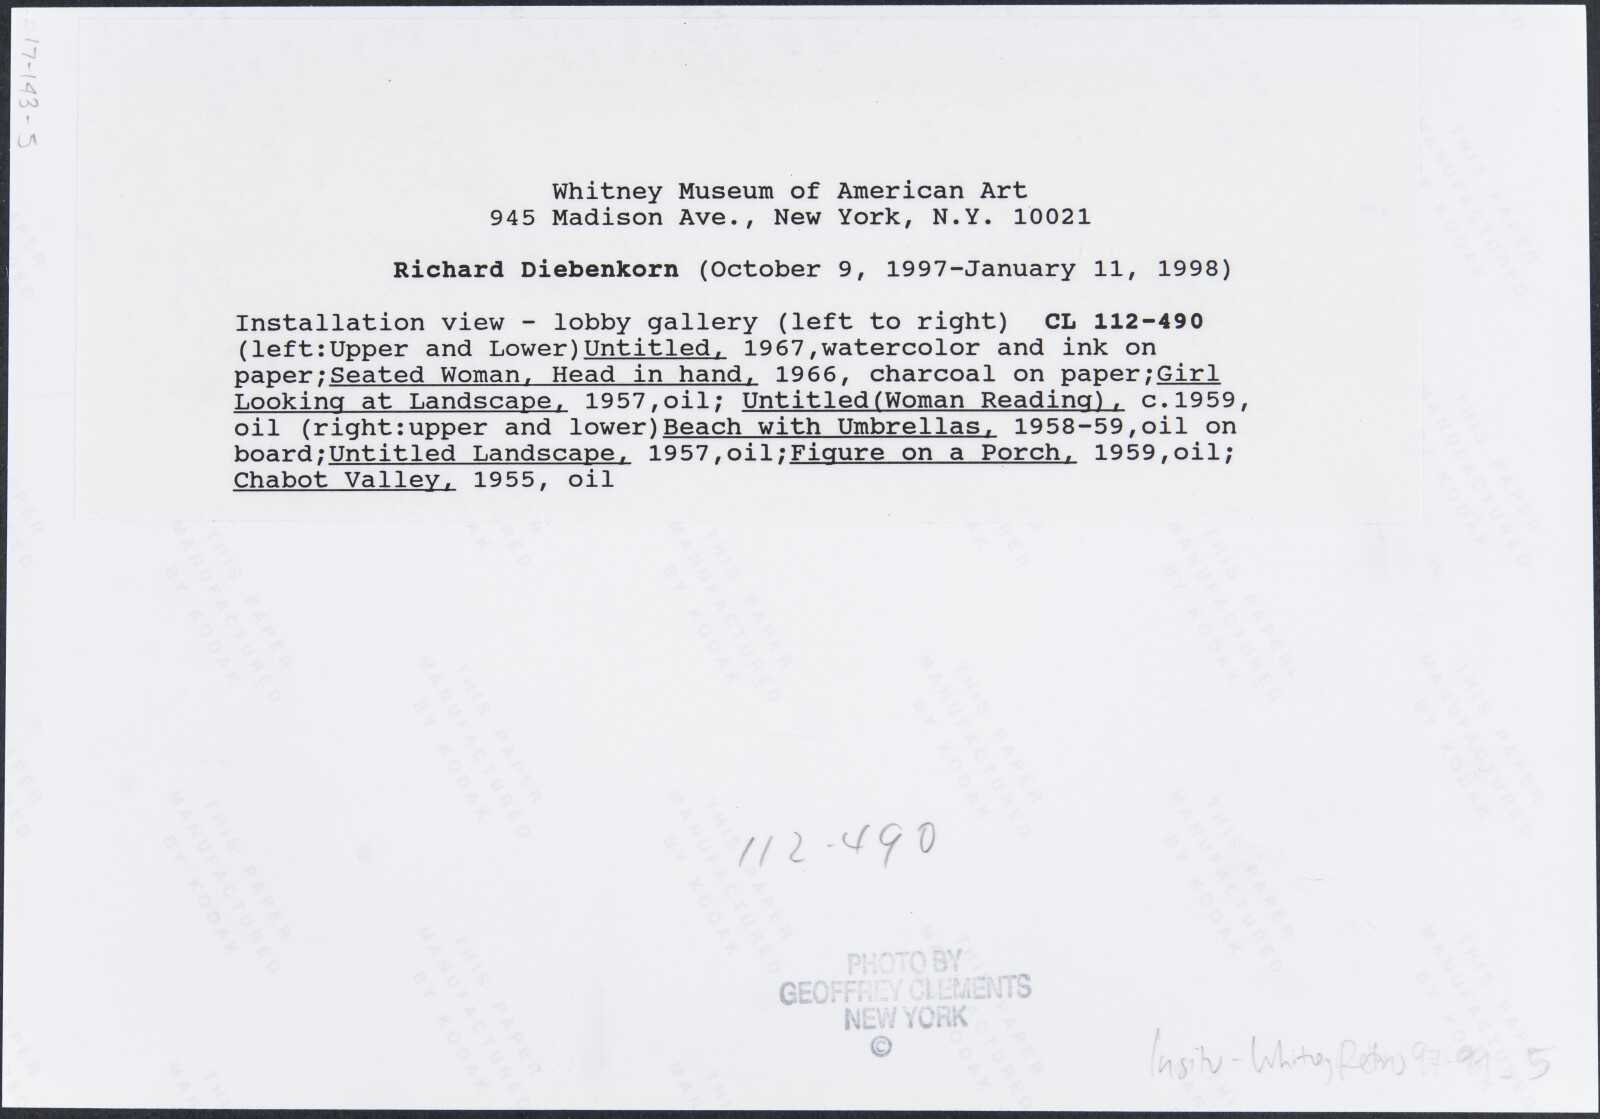 17-143-5
Whitney Museum of American Art
945 Madison Ave., New York, N.Y. 10021
Richard Diebenkorn (October 9, 1997-January 11, 1998)
Installation view - lobby gallery (left to right)  CL 112-490
(left:Upper and Lower)Untitled, 1967,watercolor and ink on
paper;Seated Woman, Head in hand, 1966, charcoal on paper;Girl
Looking at Landscape, 1957,oil; Untitled(Woman Reading), c.1959,
oil (right:upper and lower)Beach with Umbrellas, 1958-59,oil on
board;Untitled Landscape, 1957,oil;Figure on a Porch, 1959,oil;
Chabot Valley, 1955, oil
THIS PAPER
MANUFACTURED
BY KODAK
112-490
PHOTO BY
GEOFFREY CLEMENTS
NEW YORK
©
Insitu - Whitney Retro 97- 5